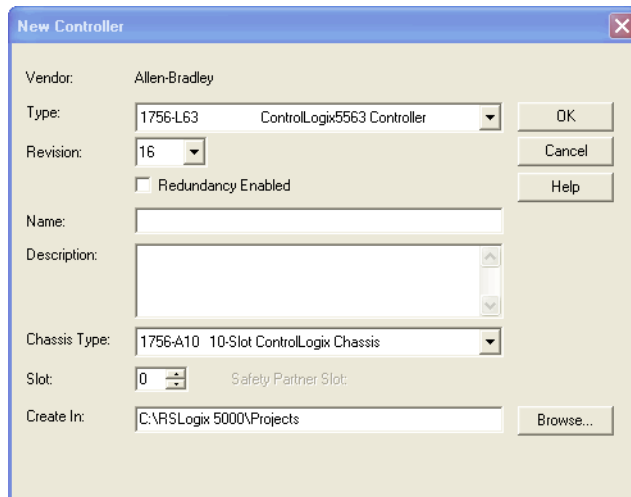 New Controller
Vendor: Allen-Bradley
Type: 1756-L63 ControlLogix5563 Controller OK
Revision: 16 Cancel
Redundancy Enabled Help
Name:
Description:
Chassis Type: 1756-A10 10-Slot ControlLogix Chassis
Slot: 0 Safety Partner Slot:
Create In: C:\RSLogix 5000\Projects Browse...